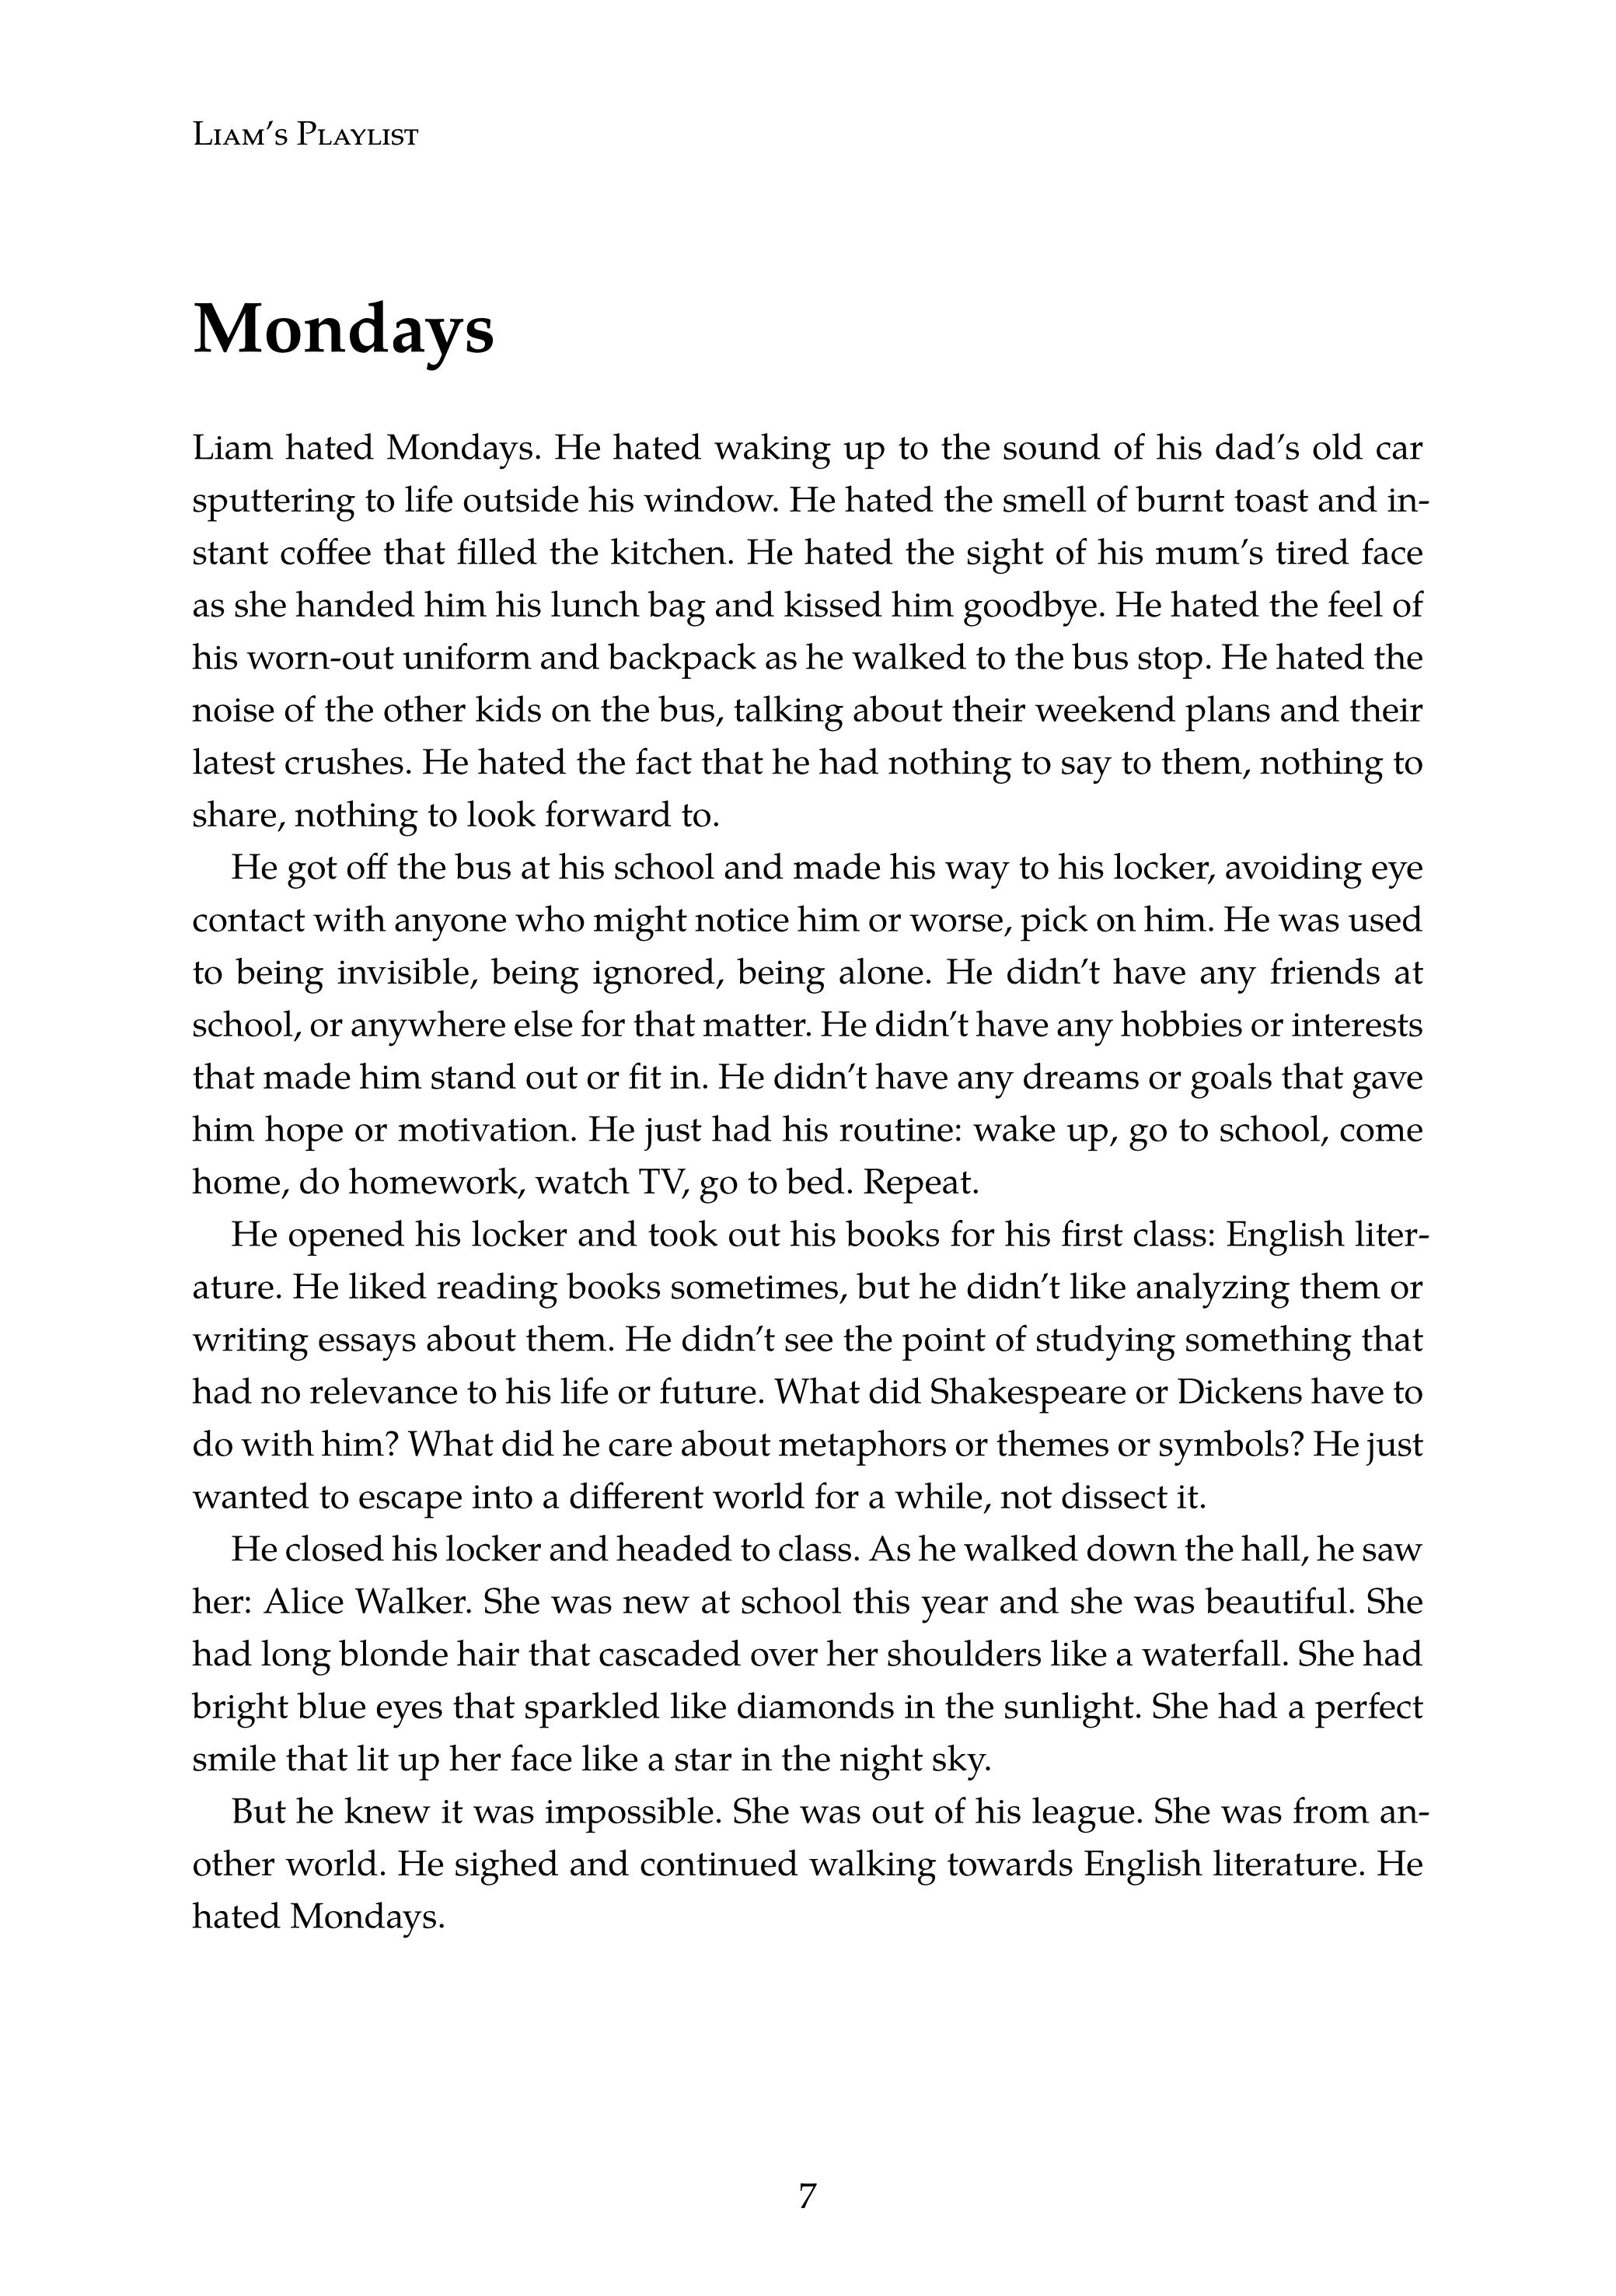 Liam's Playlist
Mondays
Liam hated Mondays. He hated waking up to the sound of his dad's old car
sputtering to life outside his window. He hated the smell of burnt toast and in-
stant coffee that filled the kitchen. He hated the sight of his mum's tired face
as she handed him his lunch bag and kissed him goodbye. He hated the feel of
his worn-out uniform and backpack as he walked to the bus stop. He hated the
noise of the other kids on the bus, talking about their weekend plans and their
latest crushes. He hated the fact that he had nothing to say to them, nothing to
share, nothing to look forward to.
He got off the bus at his school and made his way to his locker, avoiding eye
contact with anyone who might notice him or worse, pick on him. He was used
to being invisible, being ignored, being alone. He didn't have any friends at
school, or anywhere else for that matter. He didn't have any hobbies or interests
that made him stand out or fit in. He didn't have any dreams or goals that gave
him hope or motivation. He just had his routine: wake up, go to school, come
home, do homework, watch TV, go to bed. Repeat.
He opened his locker and took out his books for his first class: English liter-
ature. He liked reading books sometimes, but he didn't like analyzing them or
writing essays about them. He didn't see the point of studying something that
had no relevance to his life or future. What did Shakespeare or Dickens have to
do with him? What did he care about metaphors or themes or symbols? He just
wanted to escape into a different world for a while, not dissect it.
He closed his locker and headed to class. As he walked down the hall, he saw
her: Alice Walker. She was new at school this year and she was beautiful. She
had long blonde hair that cascaded over her shoulders like a waterfall. She had
bright blue eyes that sparkled like diamonds in the sunlight. She had a perfect
smile that lit up her face like a star in the night sky.
But he knew it was impossible. She was out of his league. She was from an-
other world. He sighed and continued walking towards English literature. He
hated Mondays.
7